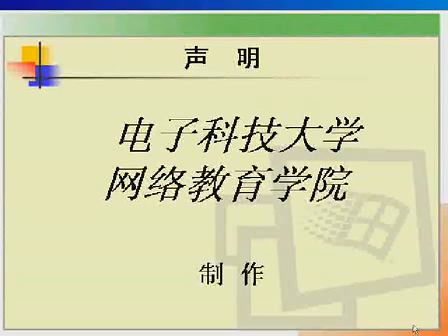 声 明
电子科技大学
网络教育学院
制 作